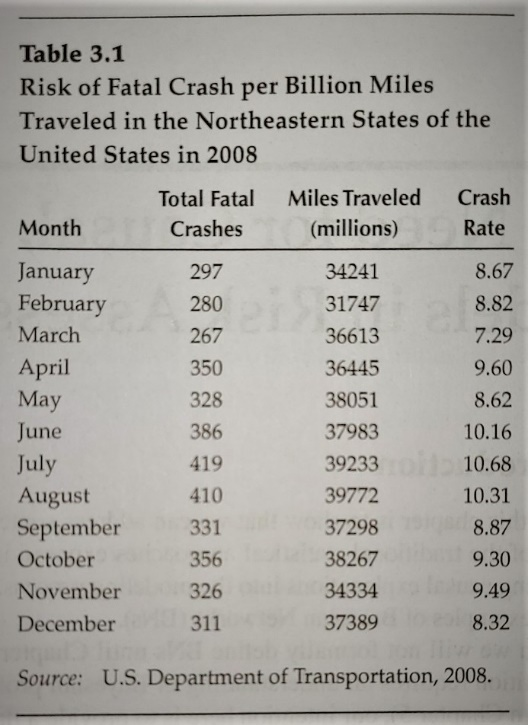 Table 3.1
Risk of Fatal Crash per Billion Miles
Traveled in the Northeastern States of the
United States in 2008
Total Fatal Miles Traveled Crash
Month Crashes (millions) Rate
January 297 34241 8.67
February 280 31747 8.82
March 267 36613 7.29
April 350 36445 9.60
May 328 38051 8.62
June 386 37983 10.16
July 419 39233 10.68
August 410 39772 10.31
September 331 37298 8.87
October 356 38267 9.30
November 326 34334 9.49
December 311 37389 8.32
Source: U.S. Department of Transportation, 2008.